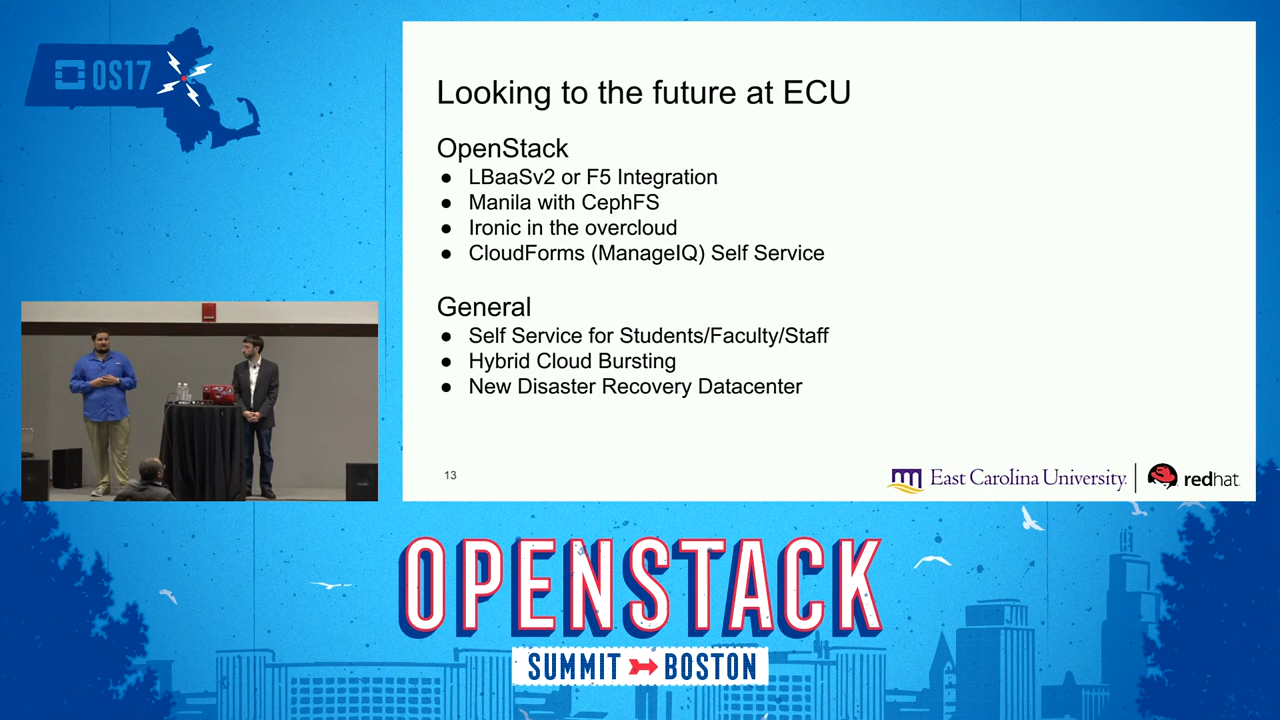 OS17
Looking to the future at ECU
OpenStack
● LBaaSv2 or F5 Integration
● Manila with CephFS
● Ironic in the overcloud
● CloudForms (ManageIQ) Self Service
General
● Self Service for Students/Faculty/Staff
● Hybrid Cloud Bursting
● New Disaster Recovery Datacenter
13
East Carolina University.
redhat.
OPENSTACK
SUMMIT BOSTON